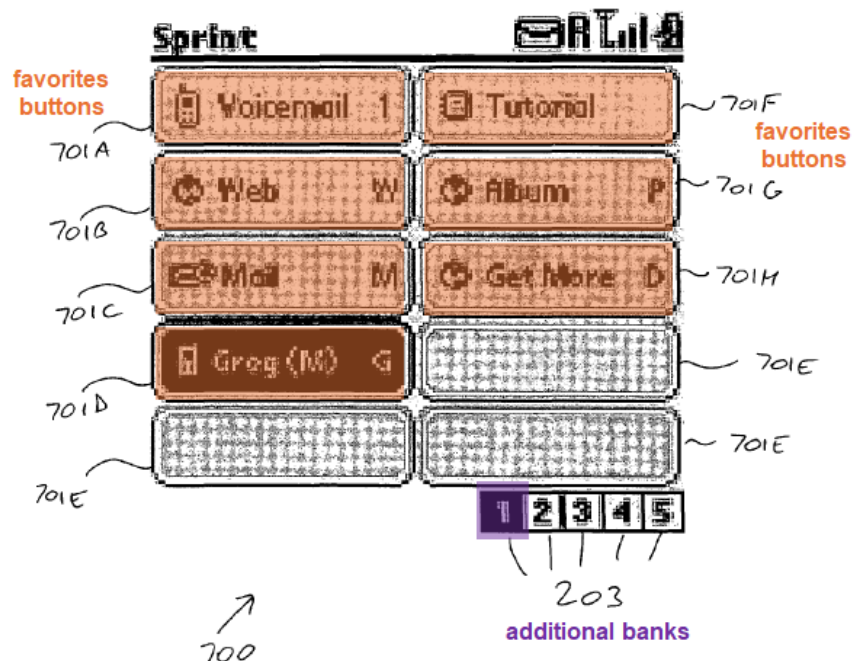 Sprint
favorites
buttons
Voicemail 1
Tutorial
701F
701A
favorites
buttons
Web W
Album P
701G
701B
Mail M
Get More D
701H
701C
Greg (M) G
701E
701D
701E
701E
1 2 3 4 5
203
additional banks
700